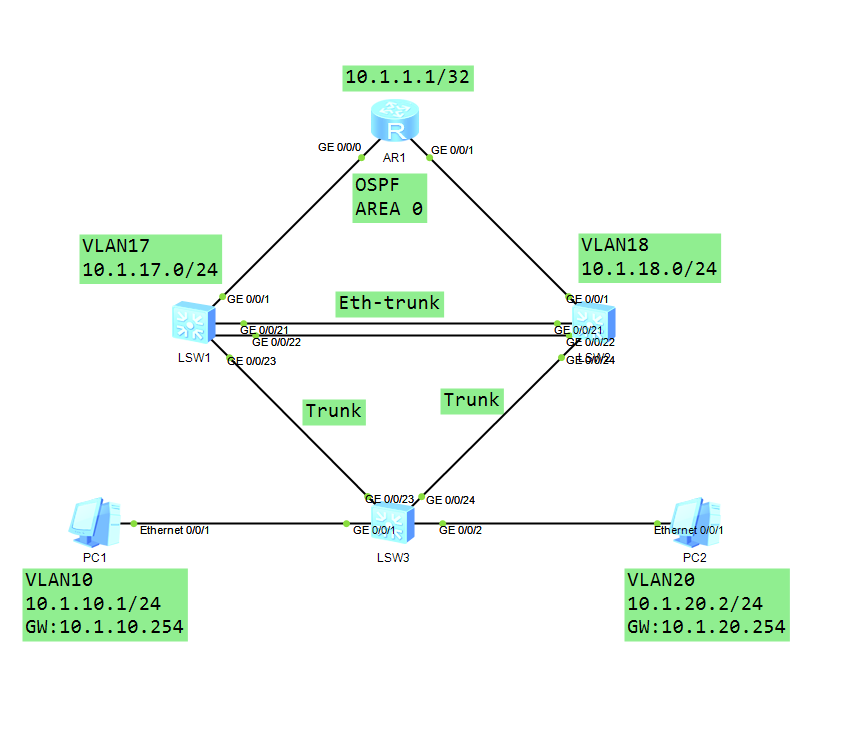 10.1.1.1/32
GE 0/0/0
GE 0/0/1
R
AR1
OSPF
AREA 0
VLAN17
10.1.17.0/24
VLAN18
10.1.18.0/24
GE 0/0/1
Eth-trunk
GE 0/0/1
GE 0/0/21
GE 0/0/21
GE 0/0/22
GE 0/0/22
LSW1
LSW2
GE 0/0/23
GE 0/0/24
Trunk
Trunk
GE 0/0/23
GE 0/0/24
Ethernet 0/0/1
GE 0/0/1
GE 0/0/2
Ethernet 0/0/1
PC1
LSW3
PC2
VLAN10
10.1.10.1/24
GW:10.1.10.254
VLAN20
10.1.20.2/24
GW:10.1.20.254